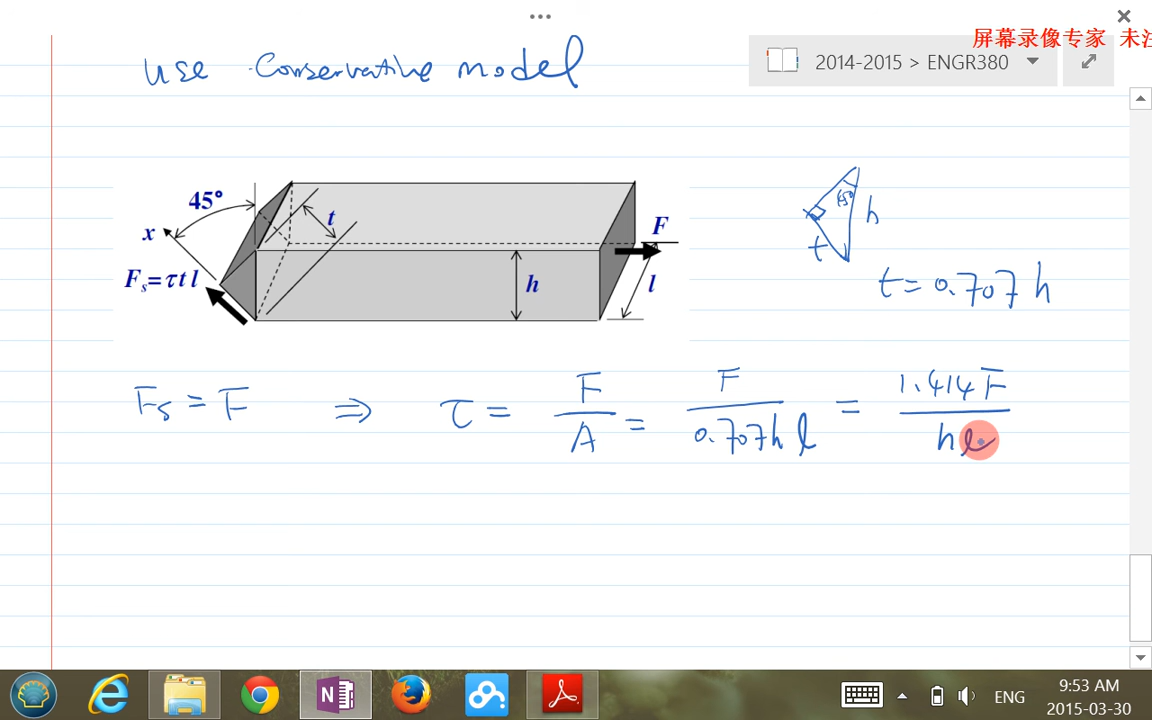 屏幕录像专家 未
use Conservative model
2014-2015 > ENGR380
45°
t
x
F
45°
h
t
Fₛ=τtl
h
l
t = 0.707 h
Fs = F ⇒ τ = F/A = F/0.707hl = 1.414F/hl
9:53 AM
ENG
2015-03-30